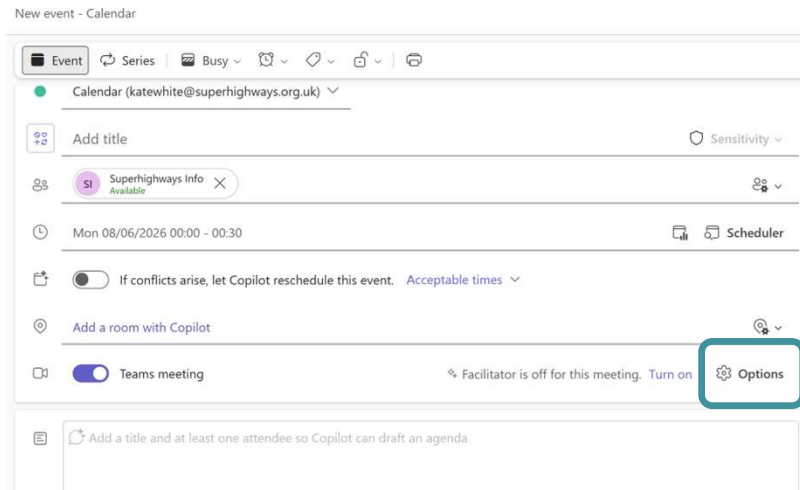 New event - Calendar
Event Series Busy
Calendar (katewhite@superhighways.org.uk)
Add title Sensitivity
SI Superhighways Info
Available
Mon 08/06/2026 00:00 - 00:30 Scheduler
If conflicts arise, let Copilot reschedule this event. Acceptable times
Add a room with Copilot
Teams meeting Facilitator is off for this meeting. Turn on Options
Add a title and at least one attendee so Copilot can draft an agenda